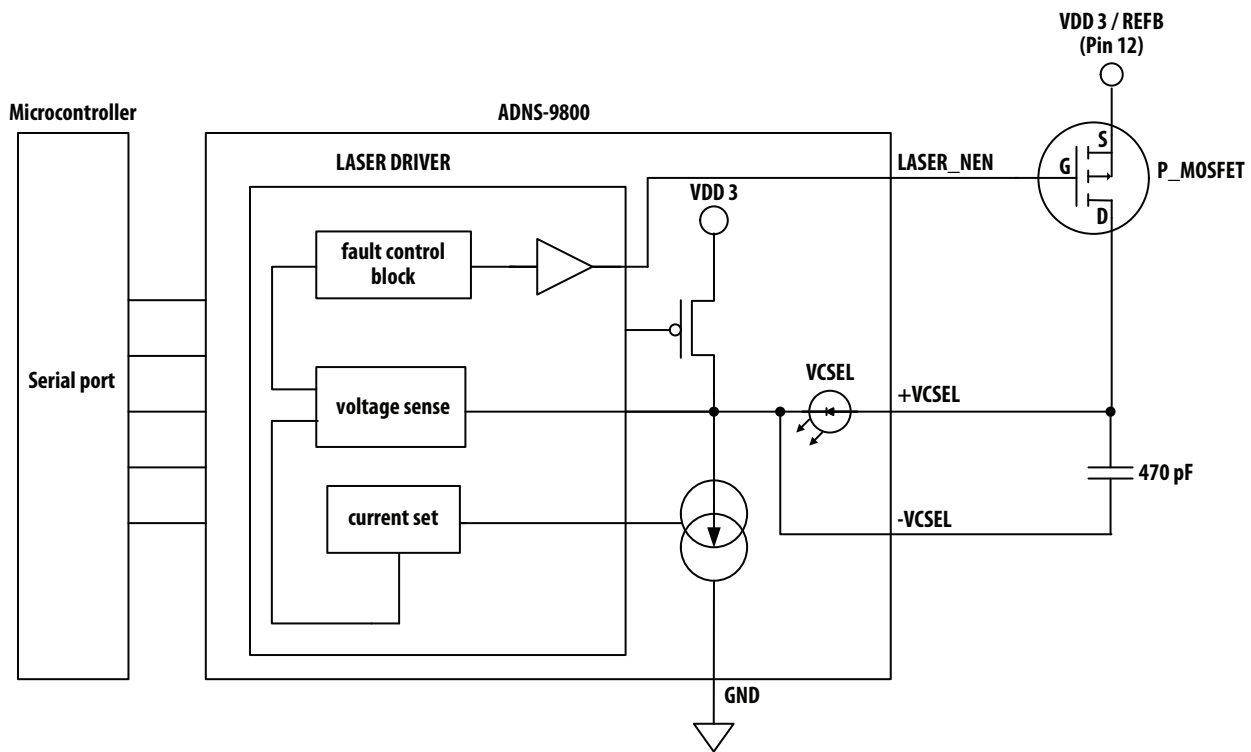 VDD 3 / REFB
(Pin 12)
Microcontroller
ADNS-9800
LASER DRIVER
LASER_NEN
S
G
D
P_MOSFET
VDD 3
fault control
block
Serial port
voltage sense
VCSEL
+VCSEL
470 pF
current set
-VCSEL
GND